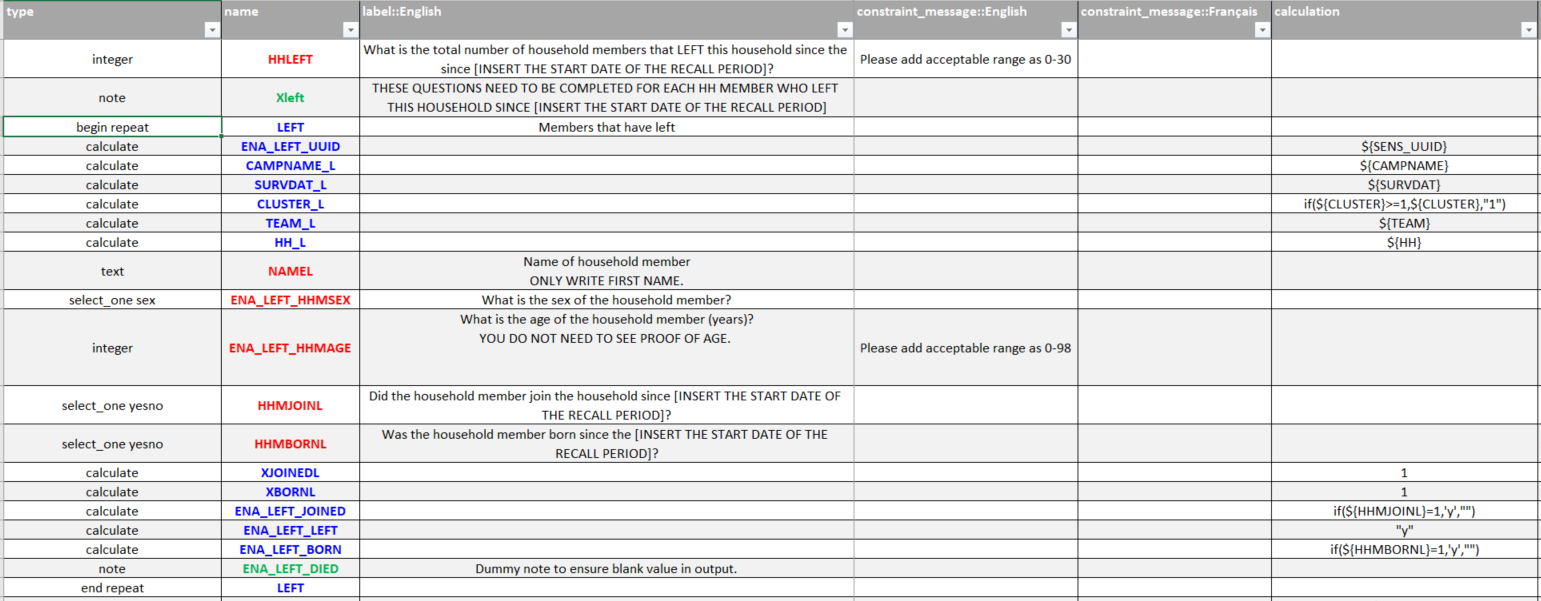 type name label::English constraint_message::English constraint_message::Français calculation
integer HHLEFT What is the total number of household members that LEFT this household since the
since [INSERT THE START DATE OF THE RECALL PERIOD]? Please add acceptable range as 0-30
note Xleft THESE QUESTIONS NEED TO BE COMPLETED FOR EACH HH MEMBER WHO LEFT
THIS HOUSEHOLD SINCE [INSERT THE START DATE OF THE RECALL PERIOD]
begin repeat LEFT Members that have left
calculate ENA_LEFT_UUID ${SENS_UUID}
calculate CAMPNAME_L ${CAMPNAME}
calculate SURVDAT_L ${SURVDAT}
calculate CLUSTER_L if(${CLUSTER}>=1,${CLUSTER},"1")
calculate TEAM_L ${TEAM}
calculate HH_L ${HH}
text NAMEL Name of household member
ONLY WRITE FIRST NAME.
select_one sex ENA_LEFT_HHMSEX What is the sex of the household member?
integer ENA_LEFT_HHMAGE What is the age of the household member (years)?
YOU DO NOT NEED TO SEE PROOF OF AGE. Please add acceptable range as 0-98
select_one yesno HHMJOINL Did the household member join the household since [INSERT THE START DATE OF
THE RECALL PERIOD]?
select_one yesno HHMBORNL Was the household member born since the [INSERT THE START DATE OF THE
RECALL PERIOD]?
calculate XJOINEDL 1
calculate XBORNL 1
calculate ENA_LEFT_JOINED if(${HHMJOINL}=1,'y',"")
calculate ENA_LEFT_LEFT "y"
calculate ENA_LEFT_BORN if(${HHMBORNL}=1,'y',"")
note ENA_LEFT_DIED Dummy note to ensure blank value in output.
end repeat LEFT